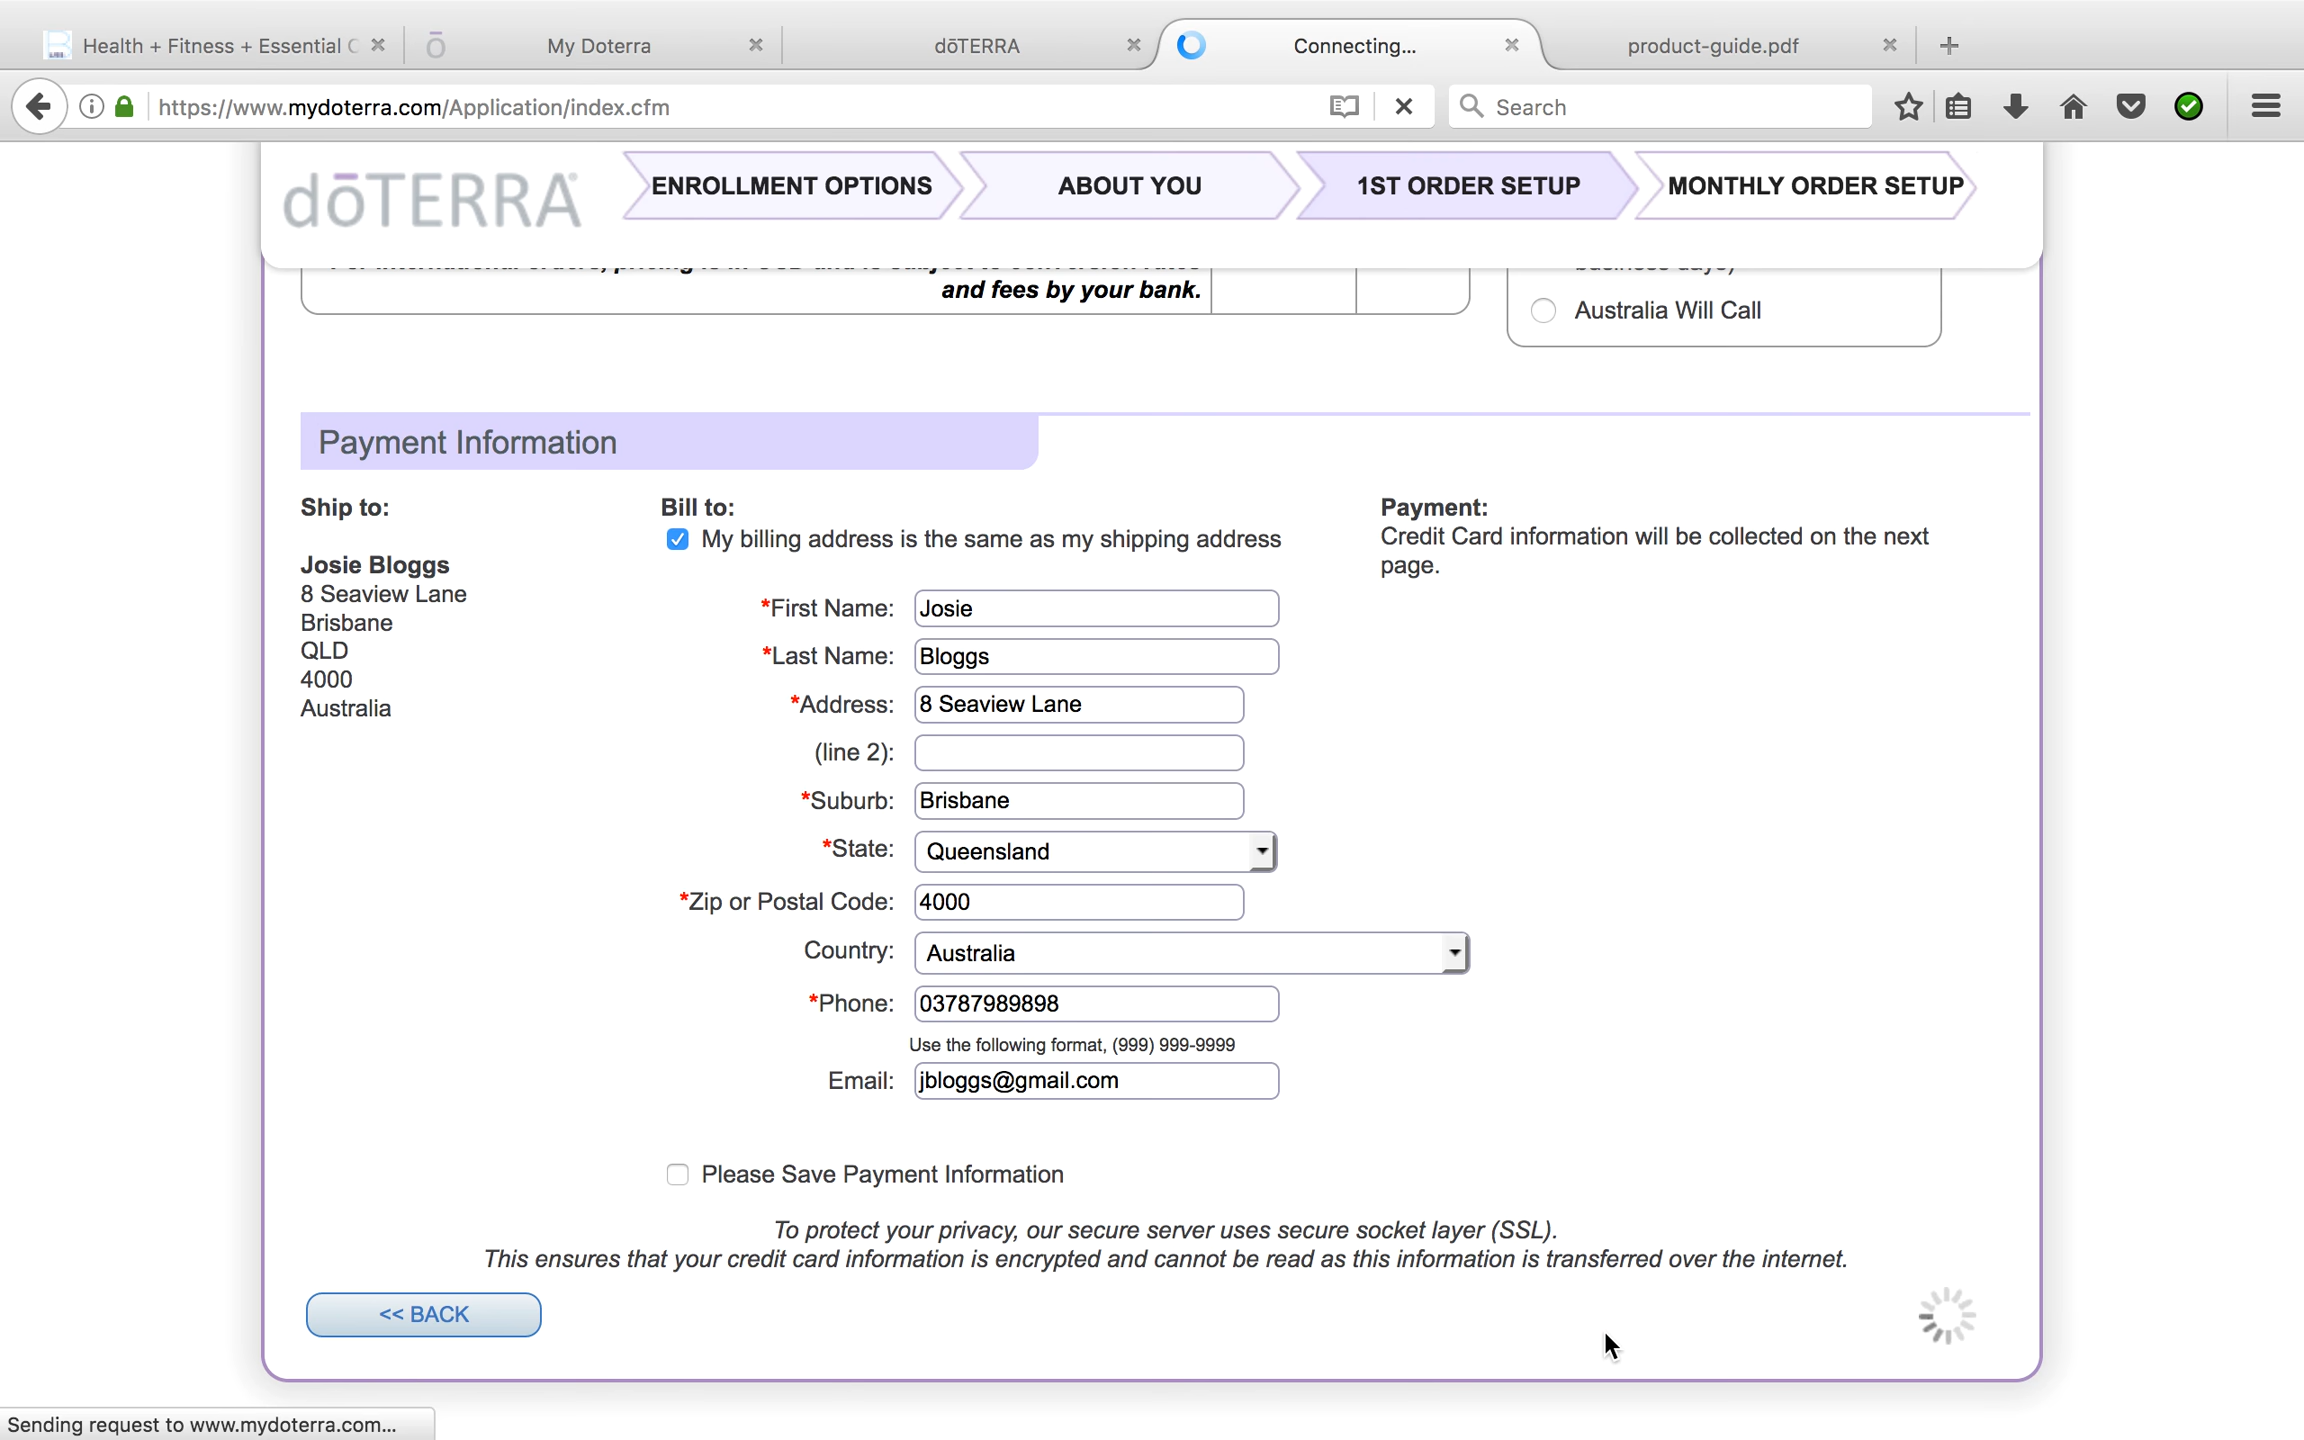 Health + Fitness + Essential
My Doterra
dōTERRA
Connecting...
product-guide.pdf
https://www.mydoterra.com/Application/index.cfm
Search
dōTERRA
ENROLLMENT OPTIONS
ABOUT YOU
1ST ORDER SETUP
MONTHLY ORDER SETUP
and fees by your bank.
Australia Will Call
Payment Information
Ship to:
Josie Bloggs
8 Seaview Lane
Brisbane
QLD
4000
Australia
Bill to:
My billing address is the same as my shipping address
*First Name: Josie
*Last Name: Bloggs
*Address: 8 Seaview Lane
(line 2):
*Suburb: Brisbane
*State: Queensland
*Zip or Postal Code: 4000
Country: Australia
*Phone: 03787989898
Use the following format, (999) 999-9999
Email: jbloggs@gmail.com
Payment:
Credit Card information will be collected on the next
page.
Please Save Payment Information
To protect your privacy, our secure server uses secure socket layer (SSL).
This ensures that your credit card information is encrypted and cannot be read as this information is transferred over the internet.
<< BACK
Sending request to www.mydoterra.com...